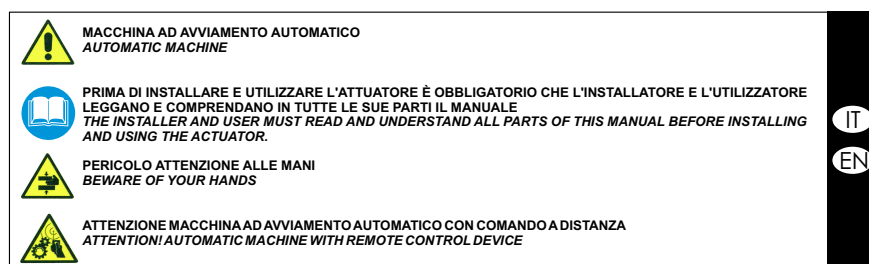 MACCHINA AD AVVIAMENTO AUTOMATICO
AUTOMATIC MACHINE
PRIMA DI INSTALLARE E UTILIZZARE L'ATTUATORE È OBBLIGATORIO CHE L'INSTALLATORE E L'UTILIZZATORE
LEGGANO E COMPRENDANO IN TUTTE LE SUE PARTI IL MANUALE
THE INSTALLER AND USER MUST READ AND UNDERSTAND ALL PARTS OF THIS MANUAL BEFORE INSTALLING
AND USING THE ACTUATOR.
PERICOLO ATTENZIONE ALLE MANI
BEWARE OF YOUR HANDS
ATTENZIONE MACCHINA AD AVVIAMENTO AUTOMATICO CON COMANDO A DISTANZA
ATTENTION! AUTOMATIC MACHINE WITH REMOTE CONTROL DEVICE
IT
EN